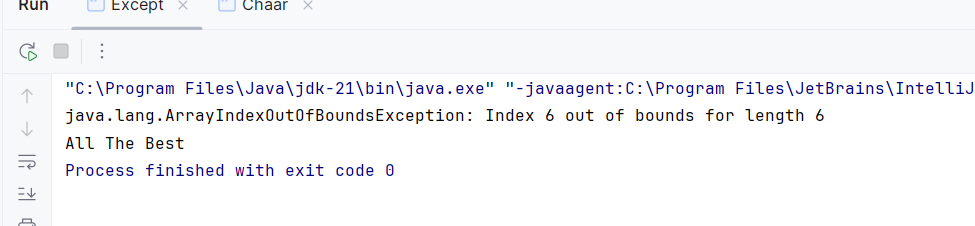 Run Except × Chaar ×
"C:\Program Files\Java\jdk-21\bin\java.exe" "-javaagent:C:\Program Files\JetBrains\IntelliJ
java.lang.ArrayIndexOutOfBoundsException: Index 6 out of bounds for length 6
All The Best
Process finished with exit code 0